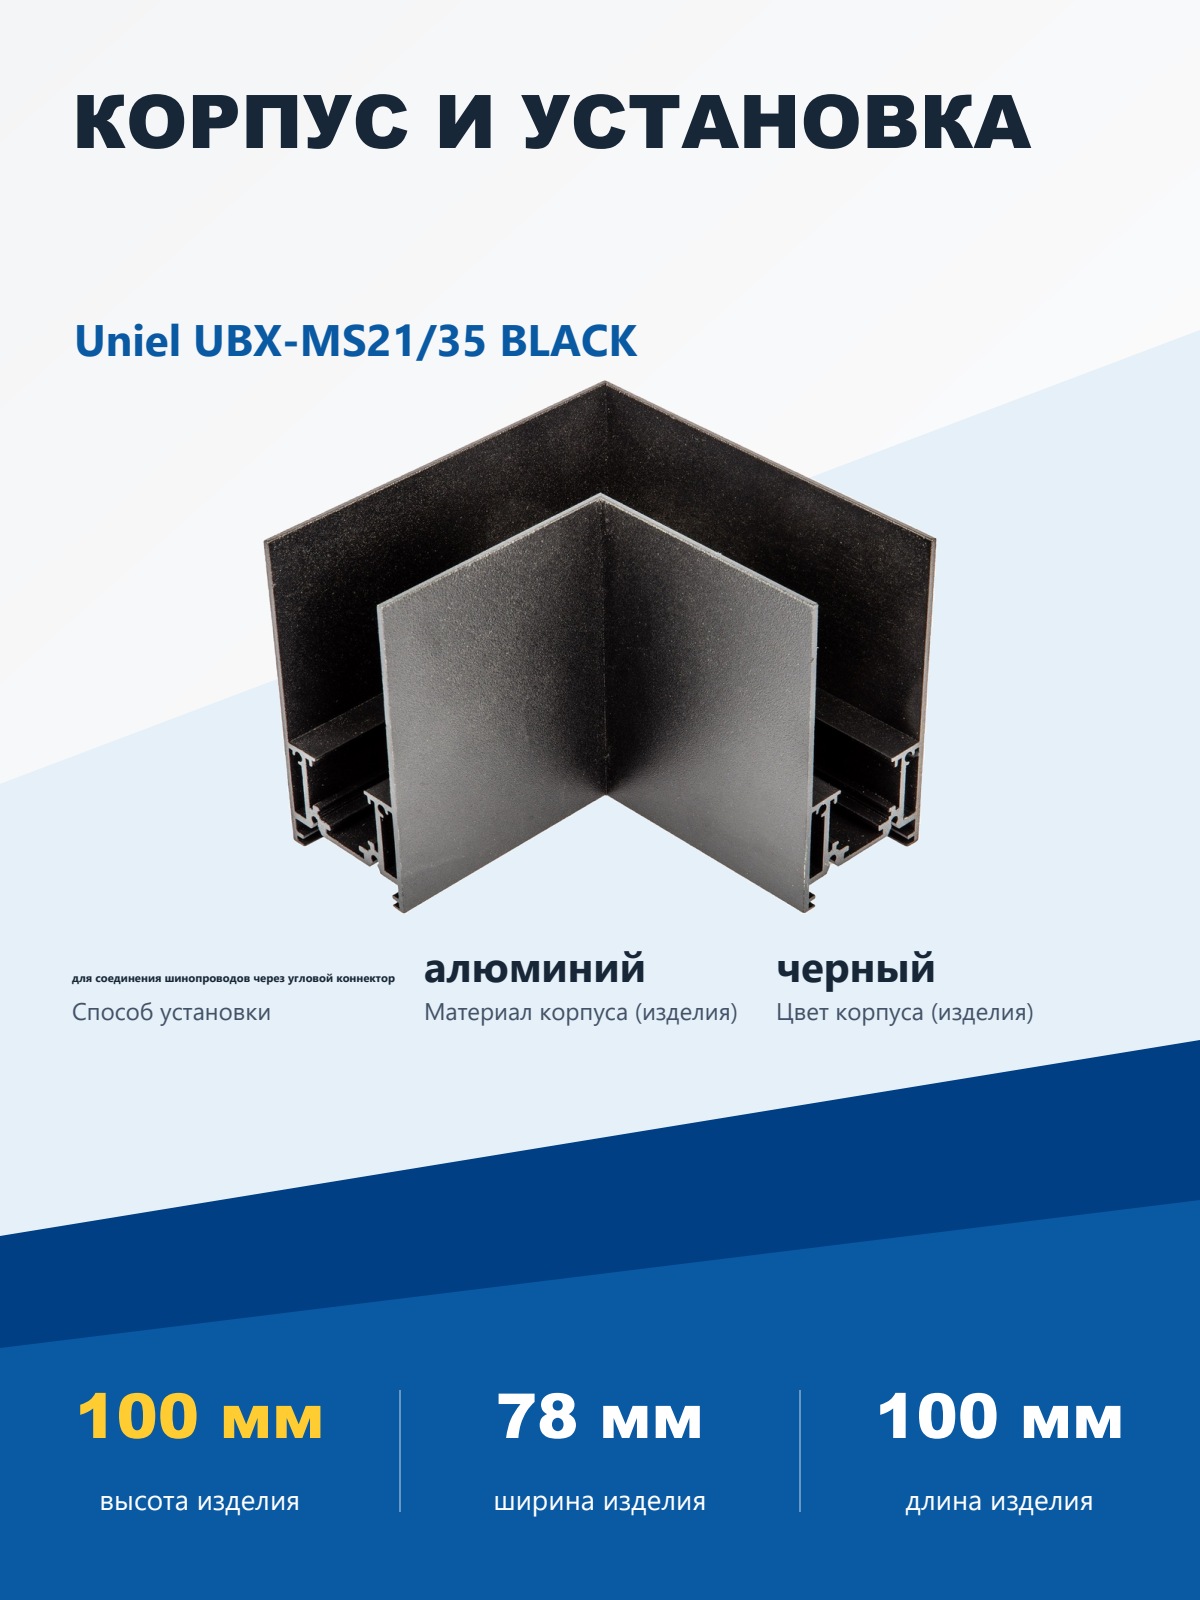 КОРПУС И УСТАНОВКА
Uniel UBX-MS21/35 BLACK
для соединения шинопроводов через угловой коннектор
Способ установки
алюминий
Материал корпуса (изделия)
черный
Цвет корпуса (изделия)
100 мм
высота изделия
78 мм
ширина изделия
100 мм
длина изделия